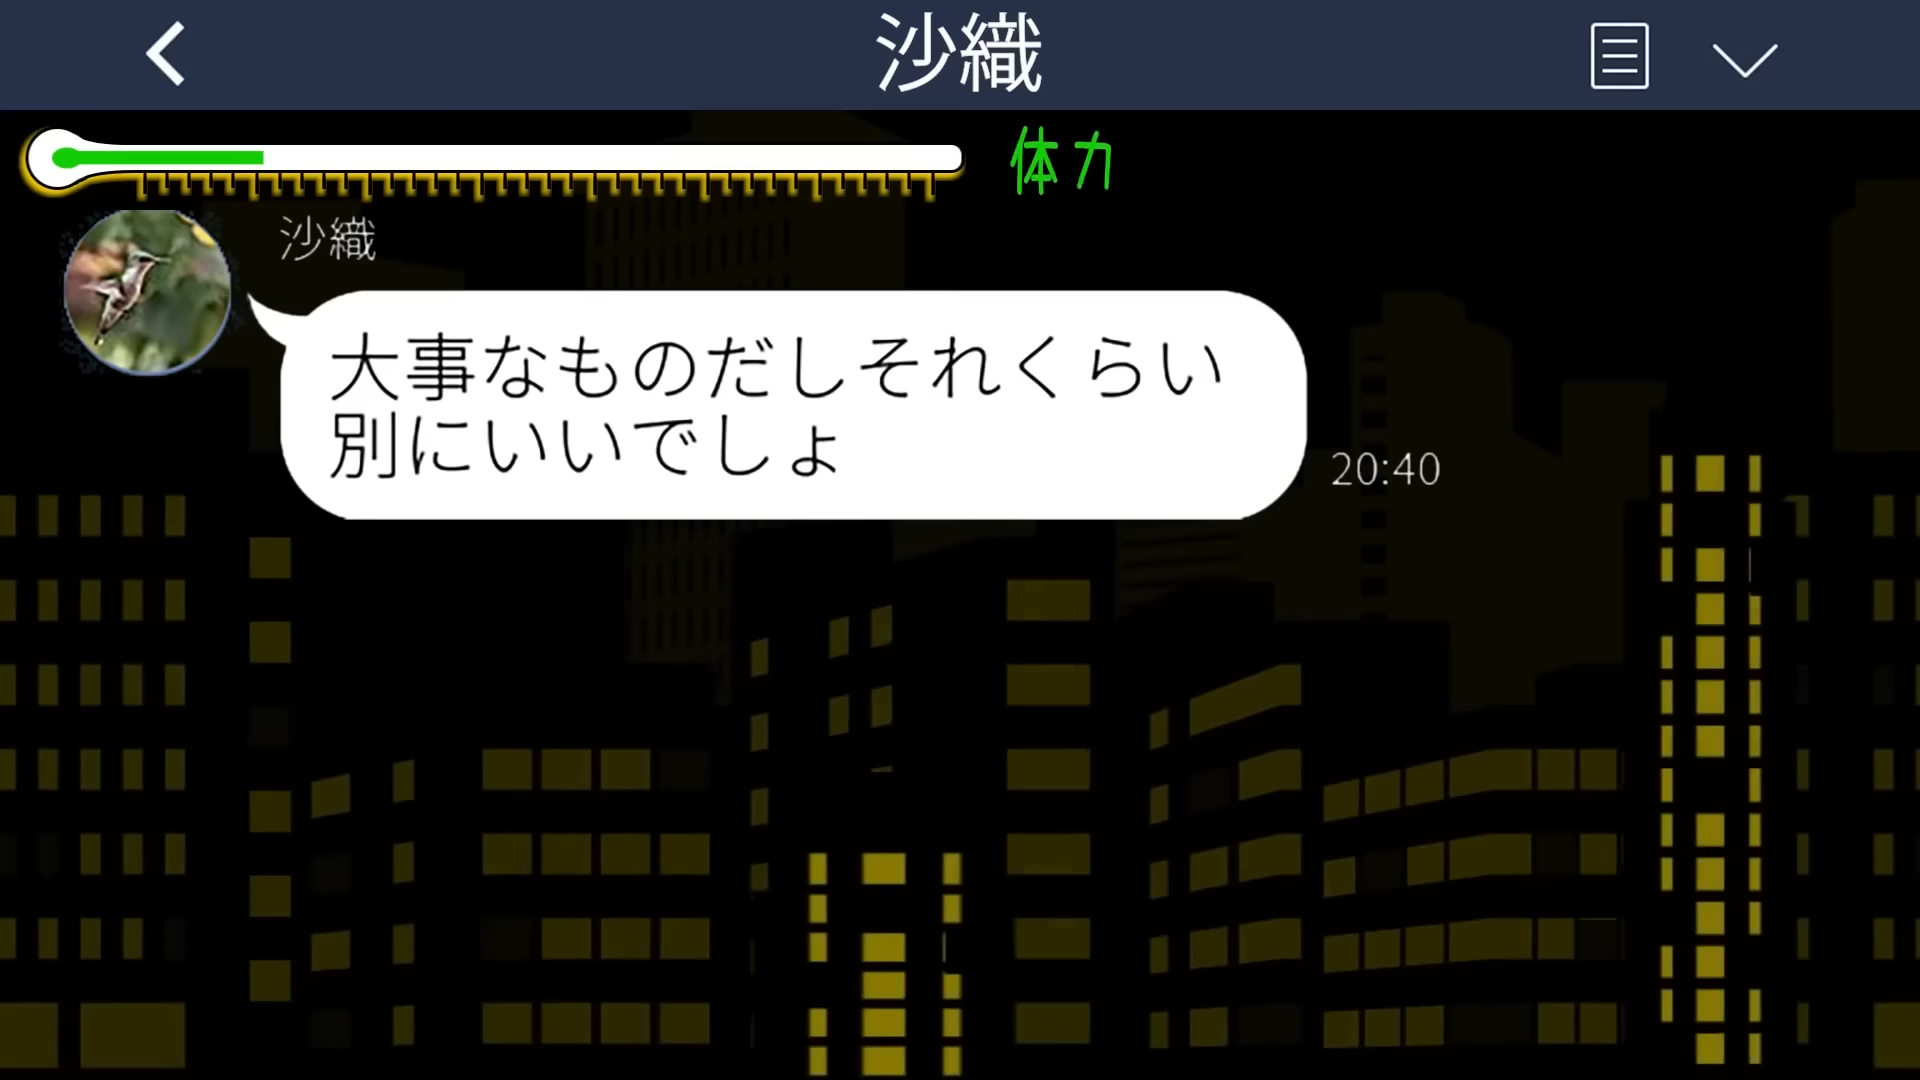 沙織
体力
沙織
大事なものだしそれくらい
別にいいでしょ
20:40